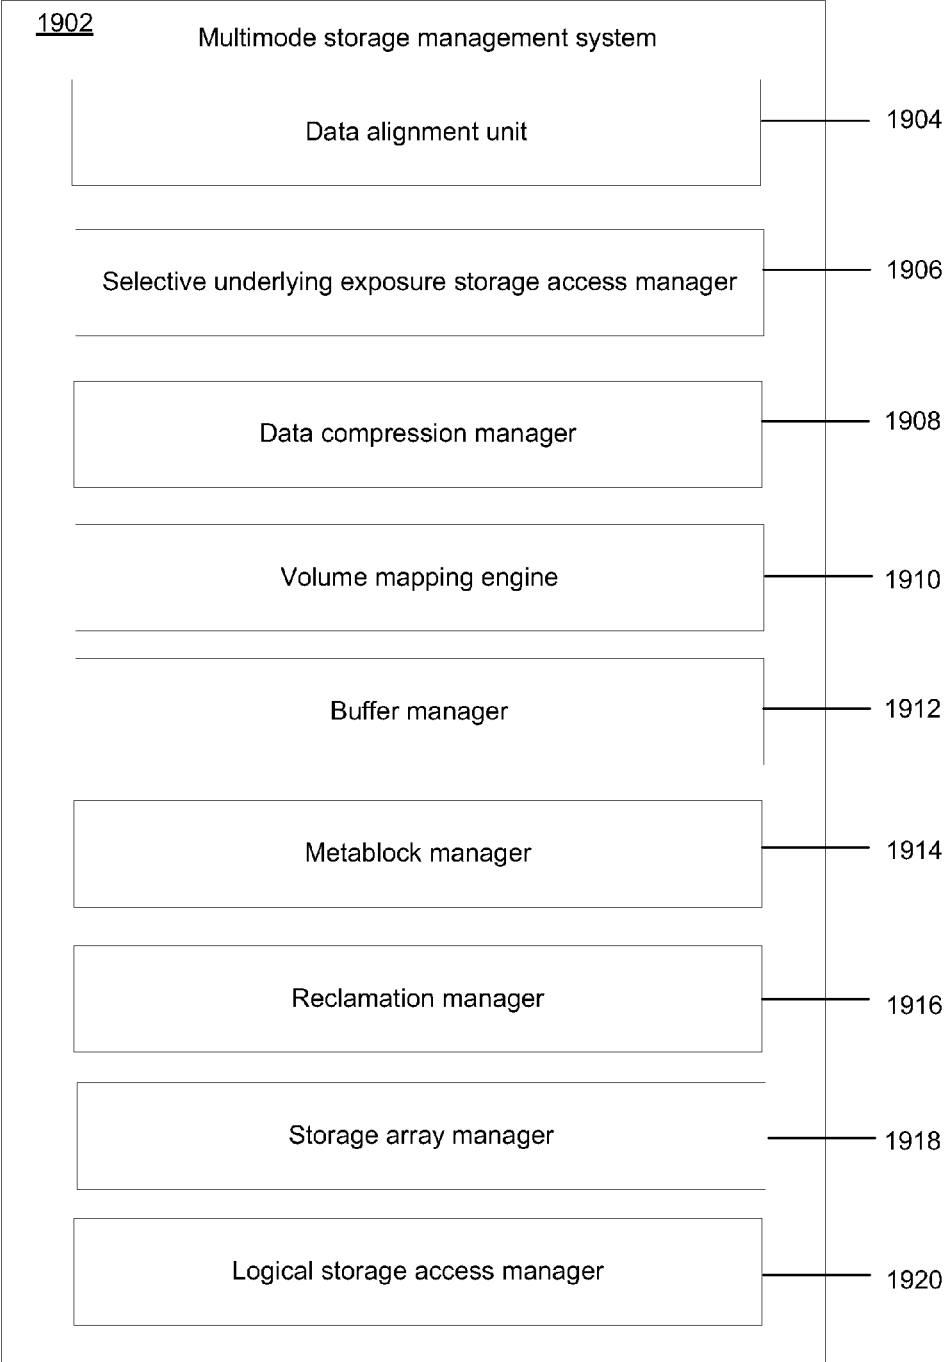 1902
Multimode storage management system
Data alignment unit
1904
Selective underlying exposure storage access manager
1906
Data compression manager
1908
Volume mapping engine
1910
Buffer manager
1912
Metablock manager
1914
Reclamation manager
1916
Storage array manager
1918
Logical storage access manager
1920